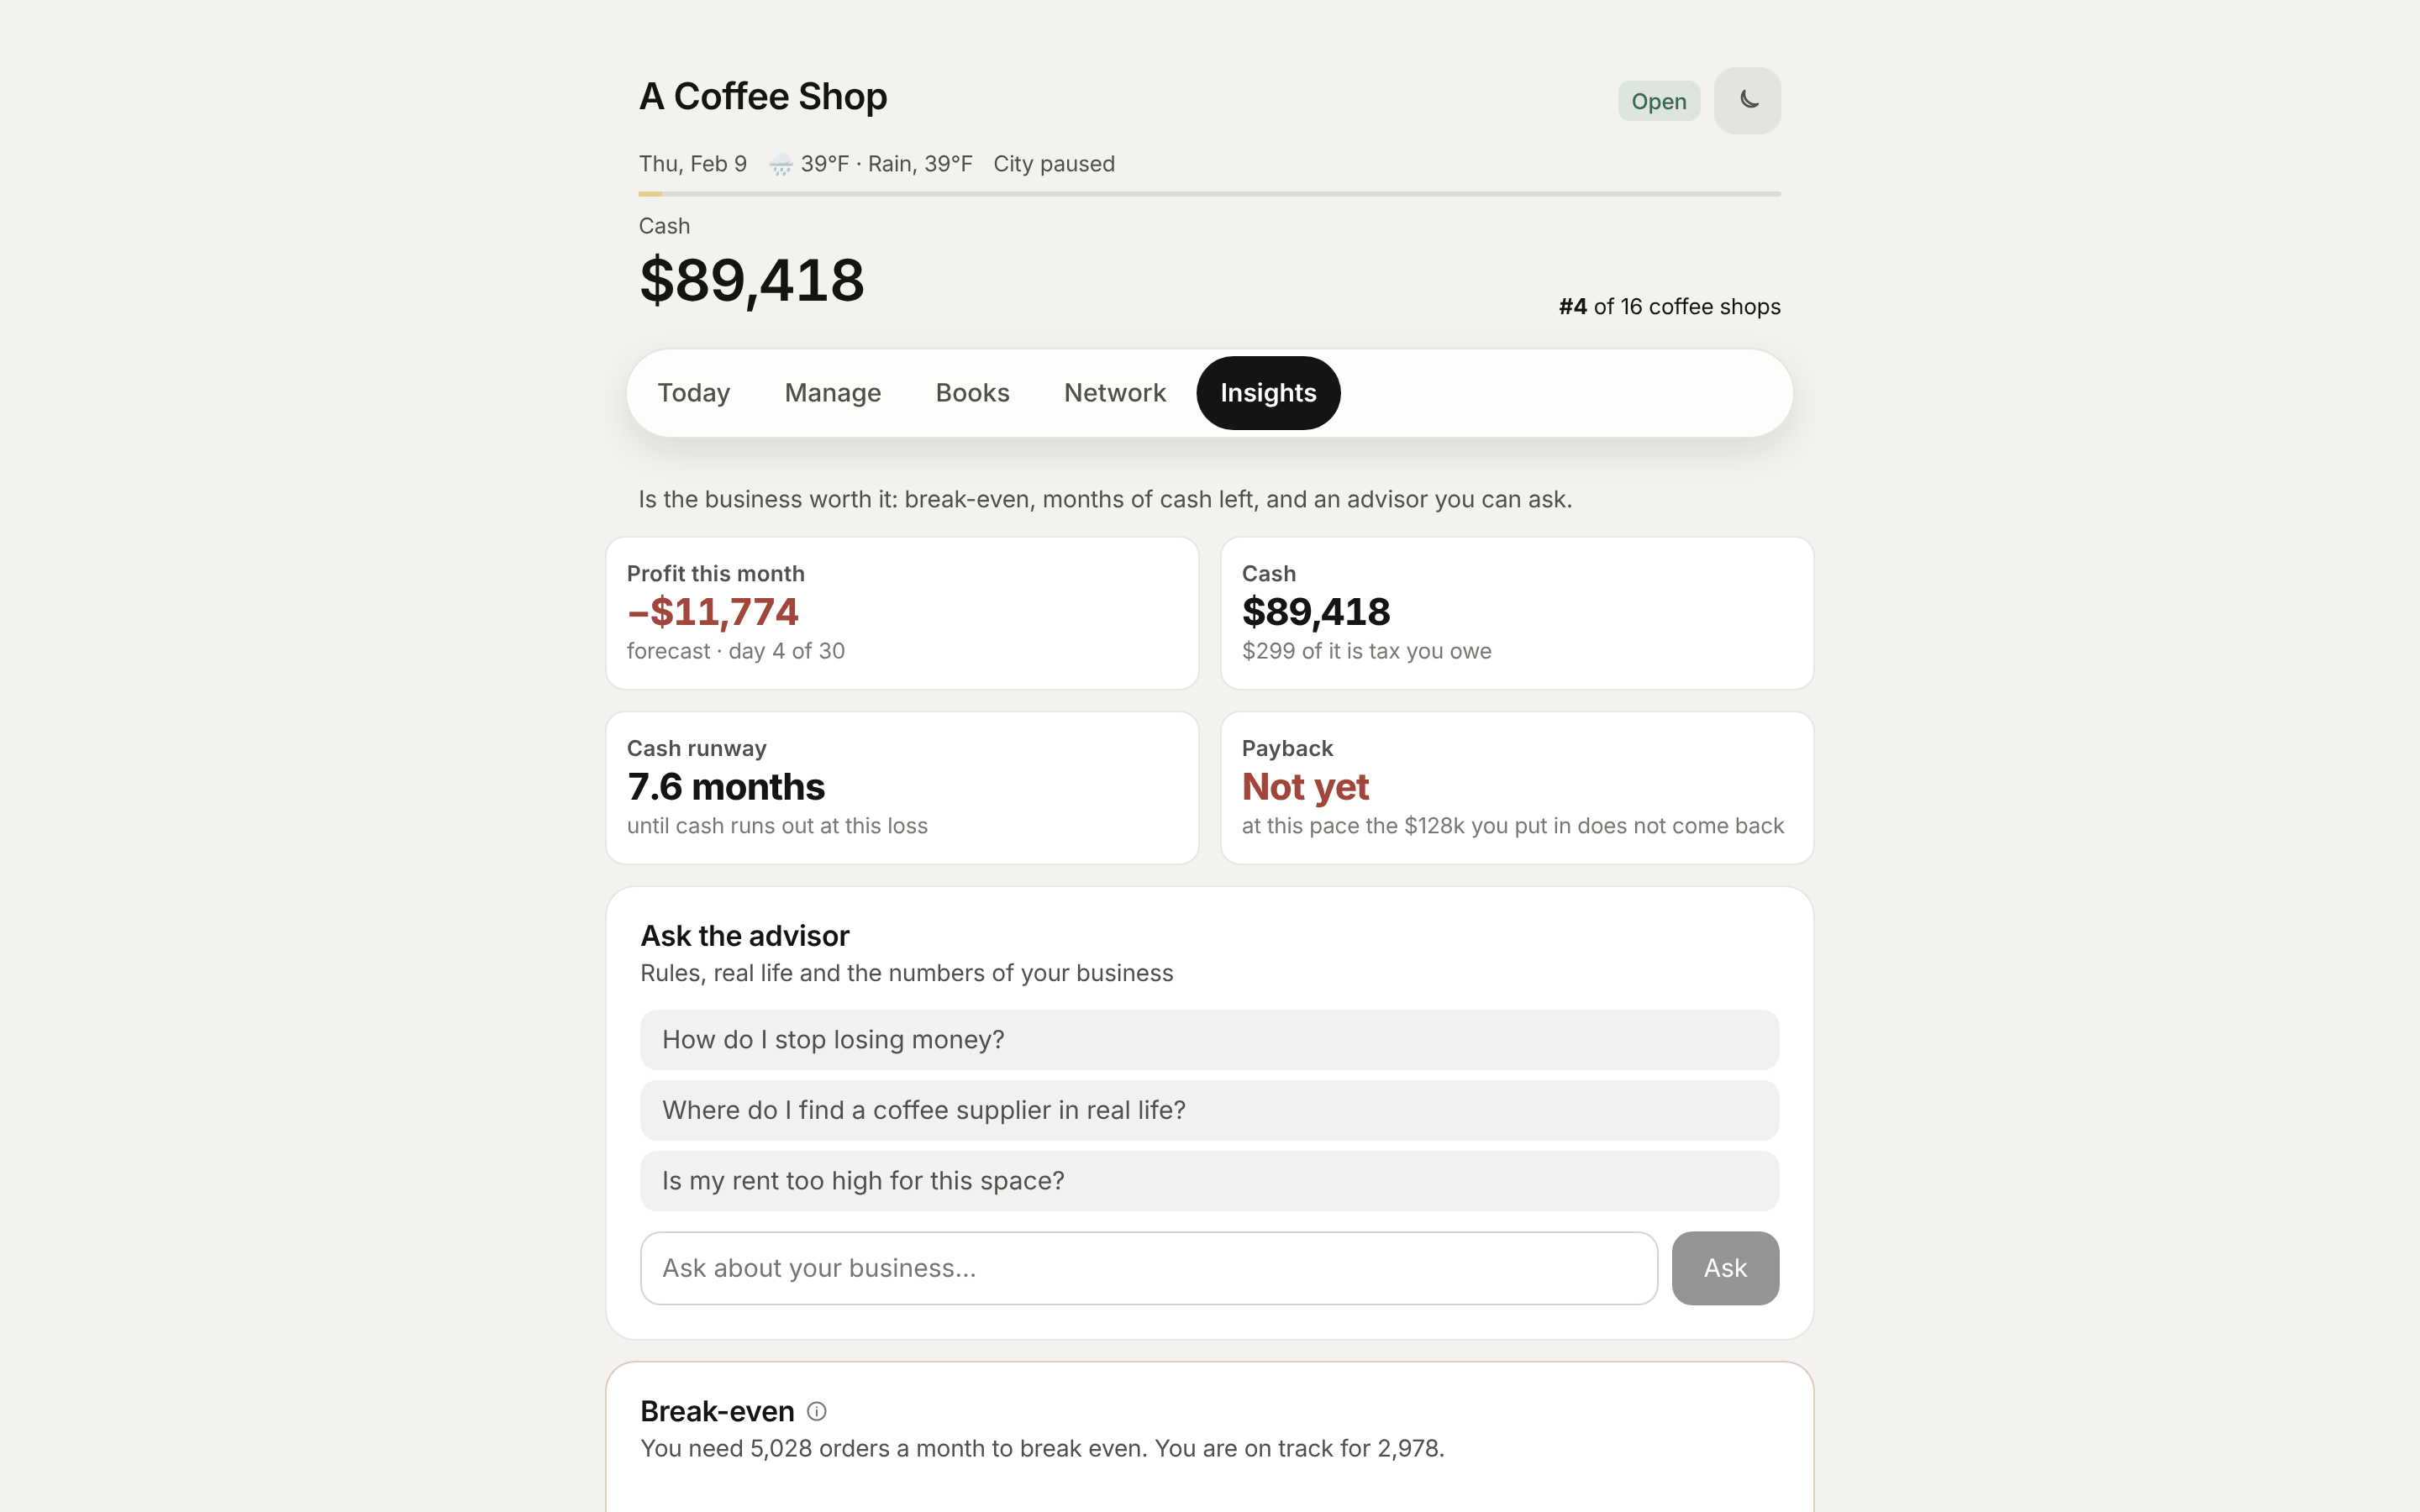 A Coffee Shop
Open
Thu, Feb 9 39°F · Rain, 39°F City paused
Cash
$89,418
#4 of 16 coffee shops
Today Manage Books Network Insights
Is the business worth it: break-even, months of cash left, and an advisor you can ask.
Profit this month
−$11,774
forecast · day 4 of 30
Cash
$89,418
$299 of it is tax you owe
Cash runway
7.6 months
until cash runs out at this loss
Payback
Not yet
at this pace the $128k you put in does not come back
Ask the advisor
Rules, real life and the numbers of your business
How do I stop losing money?
Where do I find a coffee supplier in real life?
Is my rent too high for this space?
Ask about your business...
Ask
Break-even
You need 5,028 orders a month to break even. You are on track for 2,978.